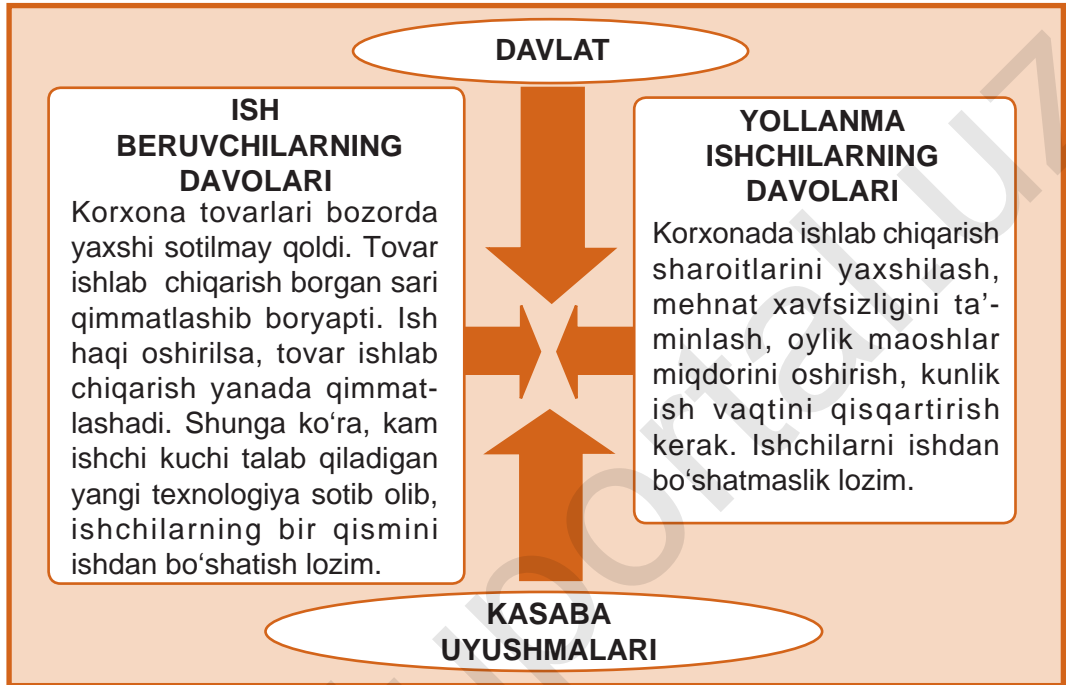 DAVLAT
ISH
BERUVCHILARNING
DAVOLARI
Korxona tovarlari bozorda
yaxshi sotilmay qoldi. Tovar
ishlab chiqarish borgan sari
qimmatlashib boryapti. Ish
haqi oshirilsa, tovar ishlab
chiqarish yanada qimmat-
lashadi. Shunga ko‘ra, kam
ishchi kuchi talab qiladigan
yangi texnologiya sotib olib,
ishchilarning bir qismini
ishdan bo‘shatish lozim.
YOLLANMA
ISHCHILARNING
DAVOLARI
Korxonada ishlab chiqarish
sharoitlarini yaxshilash,
mehnat xavfsizligini ta’-
minlash, oylik maoshlar
miqdorini oshirish, kunlik
ish vaqtini qisqartirish
kerak. Ishchilarni ishdan
bo‘shatmaslik lozim.
KASABA
UYUSHMALARI
uportal.uz